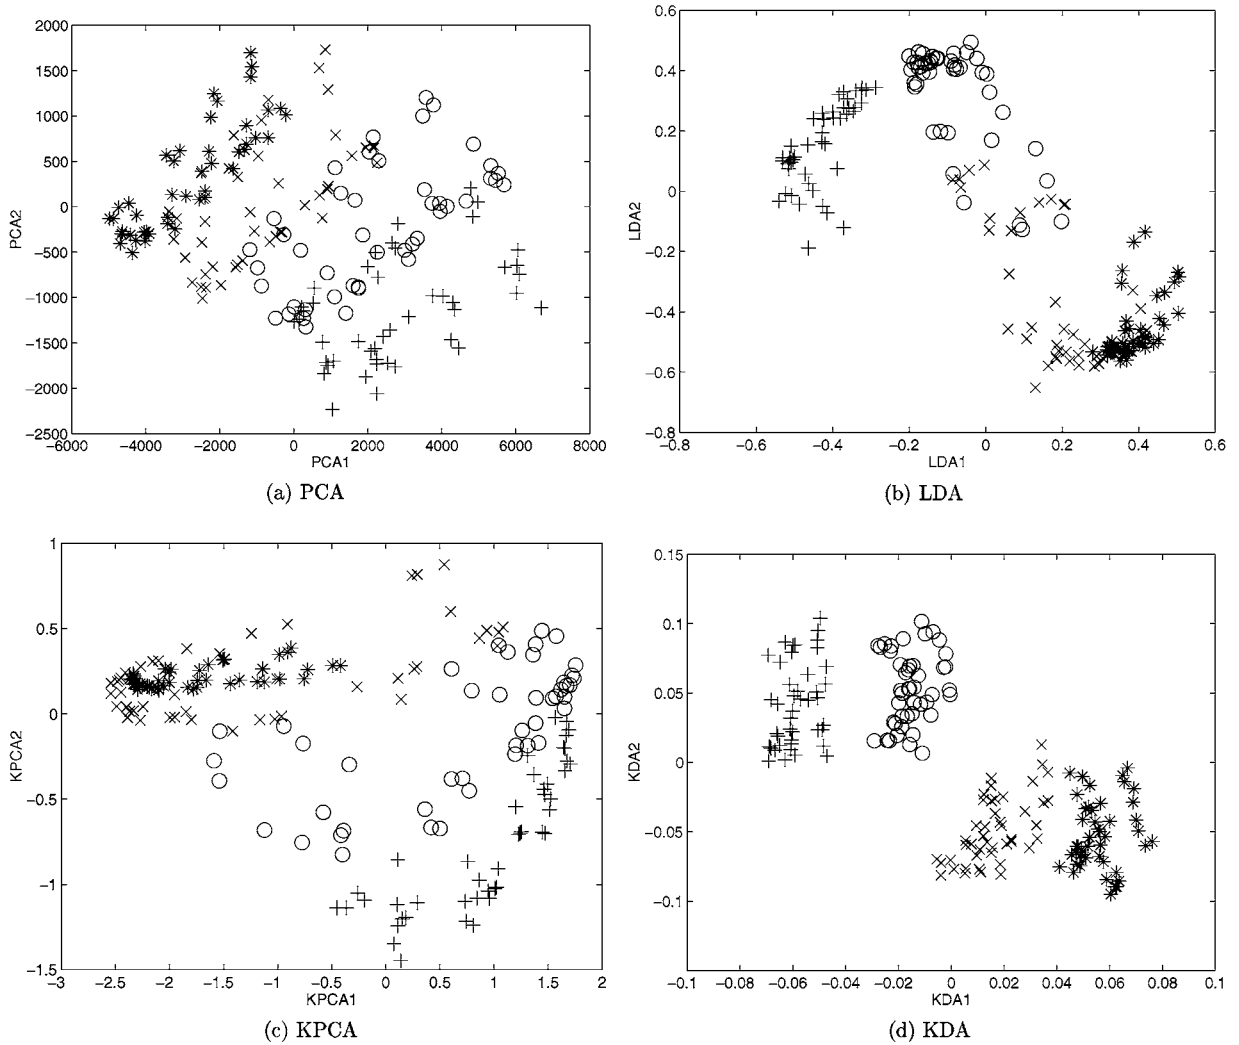 2000
1500
1000
500
0
−500
−1000
−1500
−2000
−2500
PCA2
−6000 −4000 −2000 0 2000 4000 6000 8000
PCA1
(a) PCA
0.6
0.4
0.2
0
−0.2
−0.4
−0.6
−0.8
LDA2
−0.8 −0.6 −0.4 −0.2 0 0.2 0.4 0.6
LDA1
(b) LDA
1
0.5
0
−0.5
−1
−1.5
KPCA2
−3 −2.5 −2 −1.5 −1 −0.5 0 0.5 1 1.5 2
KPCA1
(c) KPCA
0.15
0.1
0.05
0
−0.05
−0.1
KDA2
−0.1 −0.08 −0.06 −0.04 −0.02 0 0.02 0.04 0.06 0.08 0.1
KDA1
(d) KDA